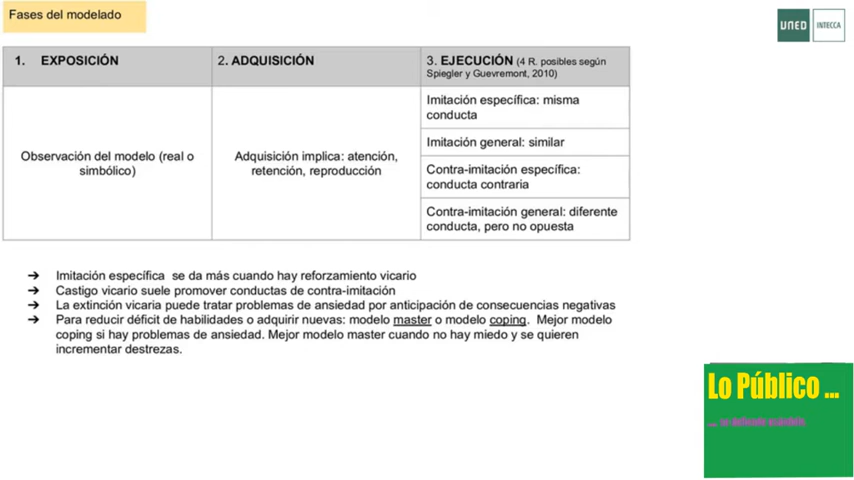 Fases del modelado
UNED
INTECCA
1. EXPOSICIÓN
2. ADQUISICIÓN
3. EJECUCIÓN (4 R. posibles según
Spiegler y Guevremont, 2010)
Observación del modelo (real o
simbólico)
Adquisición implica: atención,
retención, reproducción
Imitación específica: misma
conducta
Imitación general: similar
Contra-imitación específica:
conducta contraria
Contra-imitación general: diferente
conducta, pero no opuesta
➔ Imitación específica se da más cuando hay reforzamiento vicario
➔ Castigo vicario suele promover conductas de contra-imitación
➔ La extinción vicaria puede tratar problemas de ansiedad por anticipación de consecuencias negativas
➔ Para reducir déficit de habilidades o adquirir nuevas: modelo master o modelo coping. Mejor modelo
coping si hay problemas de ansiedad. Mejor modelo master cuando no hay miedo y se quieren
incrementar destrezas.
Lo Público ...